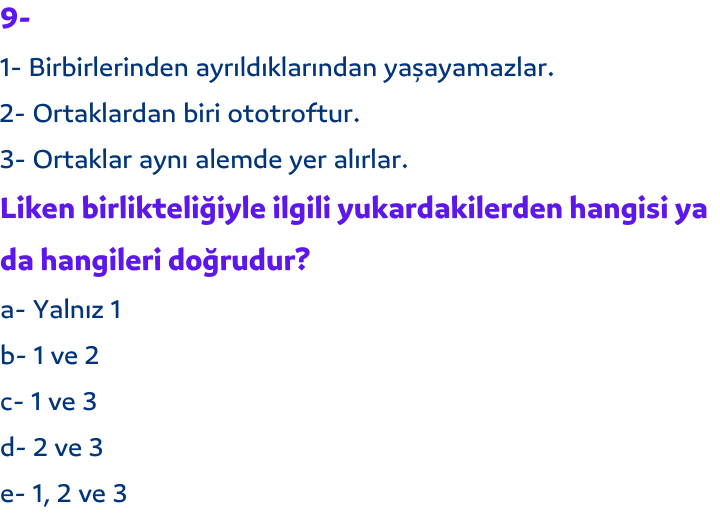 9-
1- Birbirlerinden ayrıldıklarından yaşayamazlar.
2- Ortaklardan biri ototroftur.
3- Ortaklar aynı alemde yer alırlar.
Liken birlikteliğiyle ilgili yukardakilerden hangisi ya
da hangileri doğrudur?
a- Yalnız 1
b- 1 ve 2
c- 1 ve 3
d- 2 ve 3
e- 1, 2 ve 3